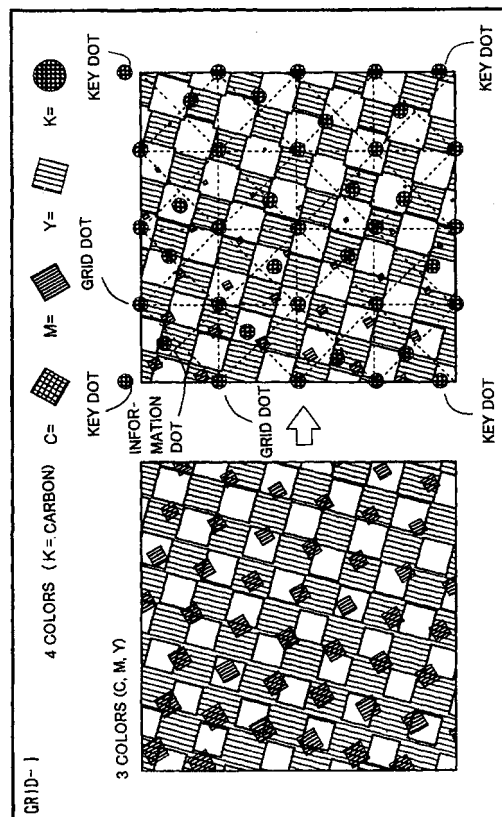 GRID-1
4 COLORS (K=CARBON)
C=
M=
Y=
K=
KEY DOT
GRID DOT
KEY DOT
INFOR-
MATION
DOT
GRID DOT
KEY DOT
KEY DOT
3 COLORS (C, M, Y)